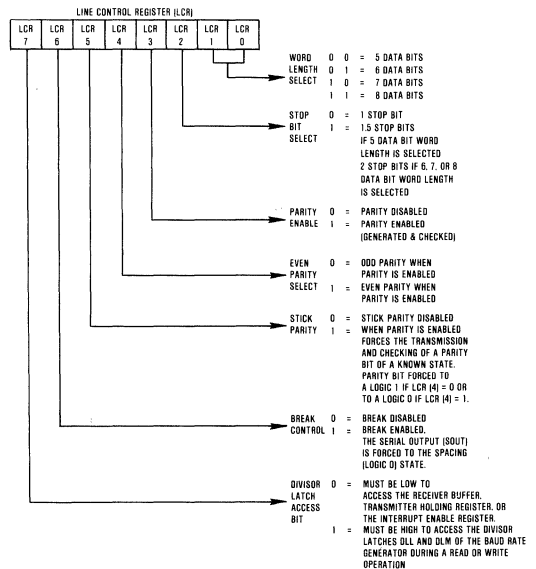 LINE CONTROL REGISTER (LCR)
LCR 7 LCR 6 LCR 5 LCR 4 LCR 3 LCR 2 LCR 1 LCR 0
WORD 0 0 = 5 DATA BITS
LENGTH 0 1 = 6 DATA BITS
SELECT 1 0 = 7 DATA BITS
1 1 = 8 DATA BITS
STOP 0 = 1 STOP BIT
BIT 1 = 1.5 STOP BITS
SELECT IF 5 DATA BIT WORD
LENGTH IS SELECTED
2 STOP BITS IF 6, 7, OR 8
DATA BIT WORD LENGTH
IS SELECTED
PARITY 0 = PARITY DISABLED
ENABLE 1 = PARITY ENABLED
(GENERATED & CHECKED)
EVEN 0 = ODD PARITY WHEN
PARITY PARITY IS ENABLED
SELECT 1 = EVEN PARITY WHEN
PARITY IS ENABLED
STICK 0 = STICK PARITY DISABLED
PARITY 1 = WHEN PARITY IS ENABLED
FORCES THE TRANSMISSION
AND CHECKING OF A PARITY
BIT OF A KNOWN STATE.
PARITY BIT FORCED TO
A LOGIC 1 IF LCR (4) = 0 OR
TO A LOGIC 0 IF LCR (4) = 1.
BREAK 0 = BREAK DISABLED
CONTROL 1 = BREAK ENABLED.
THE SERIAL OUTPUT (SOUT)
IS FORCED TO THE SPACING
(LOGIC 0) STATE.
DIVISOR 0 = MUST BE LOW TO
LATCH ACCESS THE RECEIVER BUFFER,
ACCESS TRANSMITTER HOLDING REGISTER, OR
BIT THE INTERRUPT ENABLE REGISTER.
1 = MUST BE HIGH TO ACCESS THE DIVISOR
LATCHES DLL AND DLM OF THE BAUD RATE
GENERATOR DURING A READ OR WRITE
OPERATION